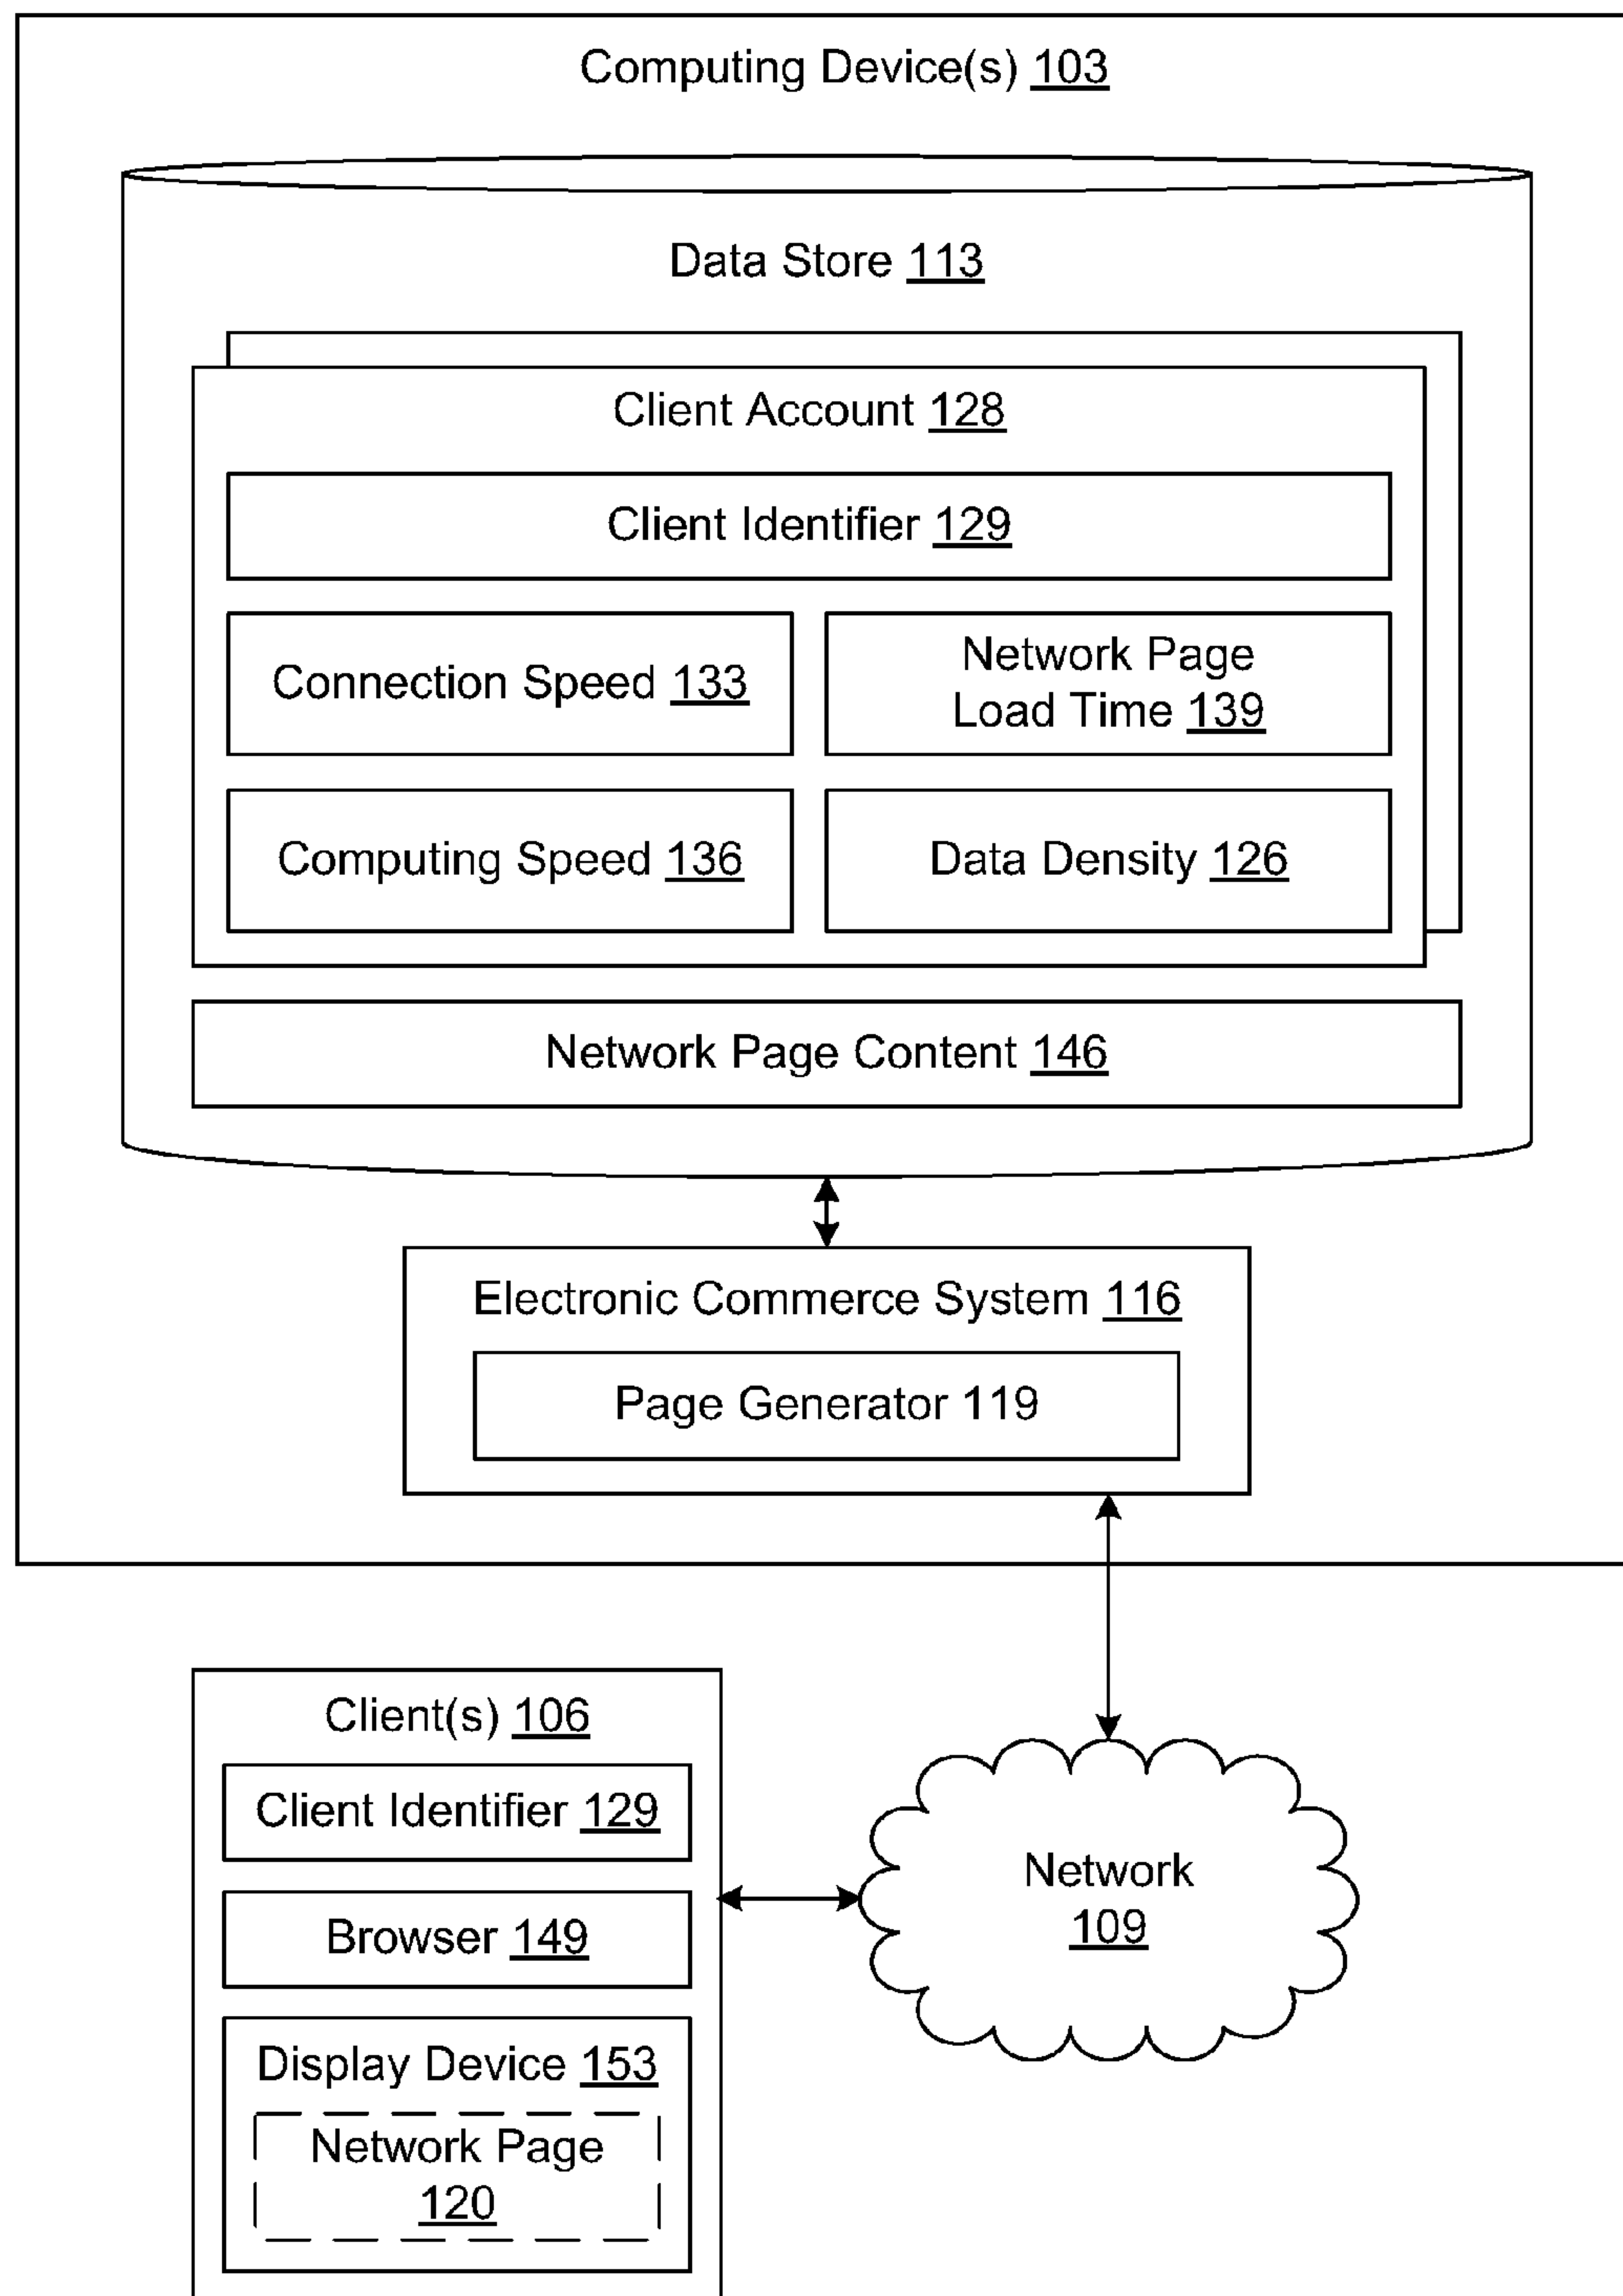 Computing Device(s) 103
Data Store 113
Client Account 128
Client Identifier 129
Connection Speed 133
Network Page
Load Time 139
Computing Speed 136
Data Density 126
Network Page Content 146
Electronic Commerce System 116
Page Generator 119
Client(s) 106
Client Identifier 129
Browser 149
Display Device 153
Network Page
120
Network
109